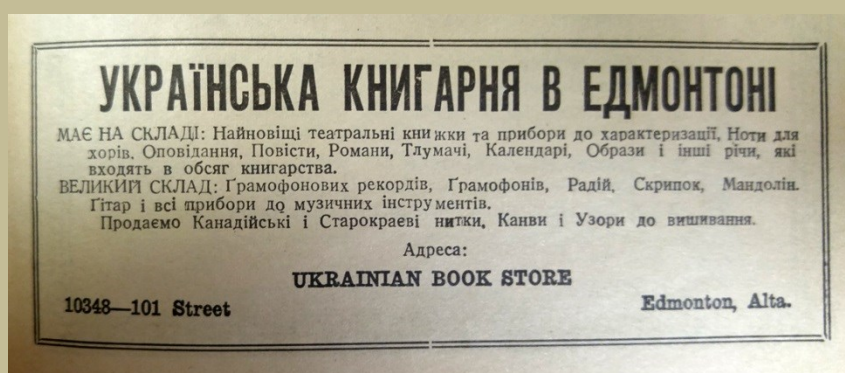 УКРАЇНСЬКА КНИГАРНЯ В ЕДМОНТОНІ
МАЄ НА СКЛАДІ: Найновіщі театральні книжки та прибори до характеризації, Ноти для
хорів. Оповідання, Повісти, Романи, Тлумачі, Календарі, Образи і інші річи, які
входять в обсяг книгарства.
ВЕЛИКИЙ СКЛАД: Ґрамофонових рекордів, Ґрамофонів, Радій, Скрипок, Мандолін.
Ґітар і всі прибори до музичних інструментів.
Продаємо Канадійські і Старокраеві нитки, Канви і Узори до вишивання.
Адреса:
UKRAINIAN BOOK STORE
10348—101 Street Edmonton, Alta.